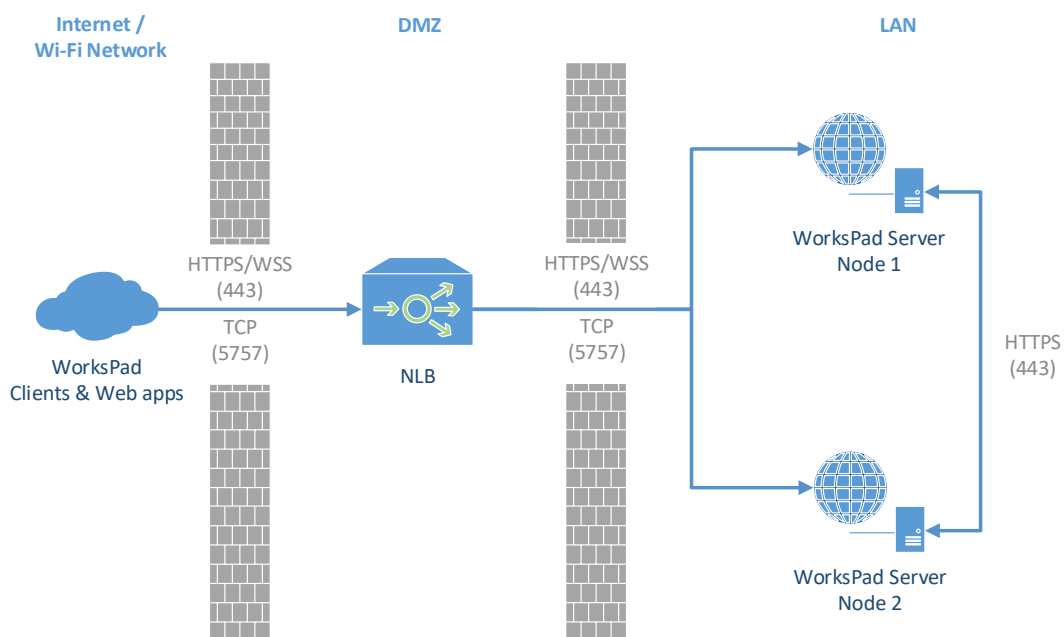 Internet /
Wi-Fi Network
DMZ
LAN
HTTPS/WSS
(443)
TCP
(5757)
WorksPad
Clients & Web apps
NLB
HTTPS/WSS
(443)
TCP
(5757)
WorksPad Server
Node 1
HTTPS
(443)
WorksPad Server
Node 2